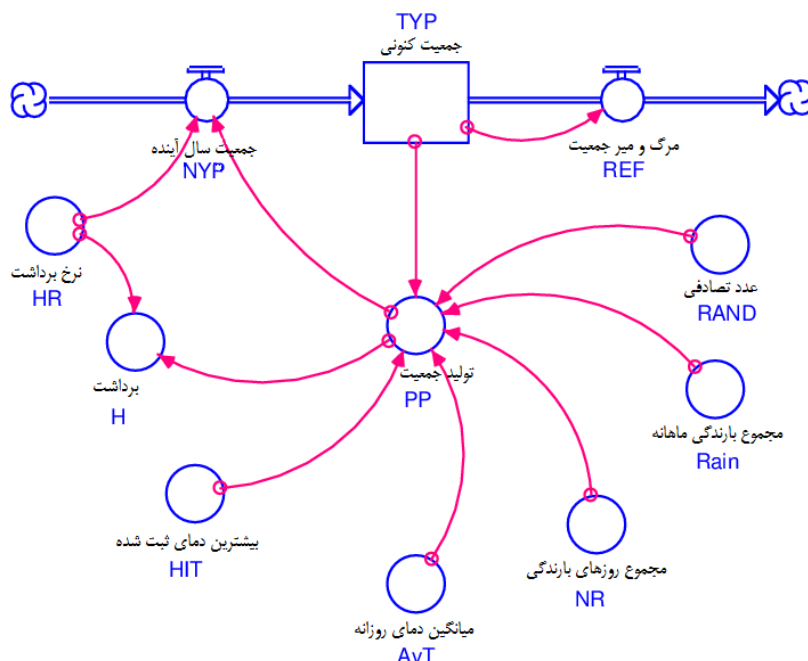 TYP
جمعیت کنونی
جمعیت سال آینده
NYP
مرگ و میر جمعیت
REF
نرخ برداشت
HR
عدد تصادفی
RAND
برداشت
H
تولید جمعیت
PP
مجموع بارندگی ماهانه
Rain
بیشترین دمای ثبت شده
HIT
مجموع روزهای بارندگی
NR
میانگین دمای روزانه
AvT